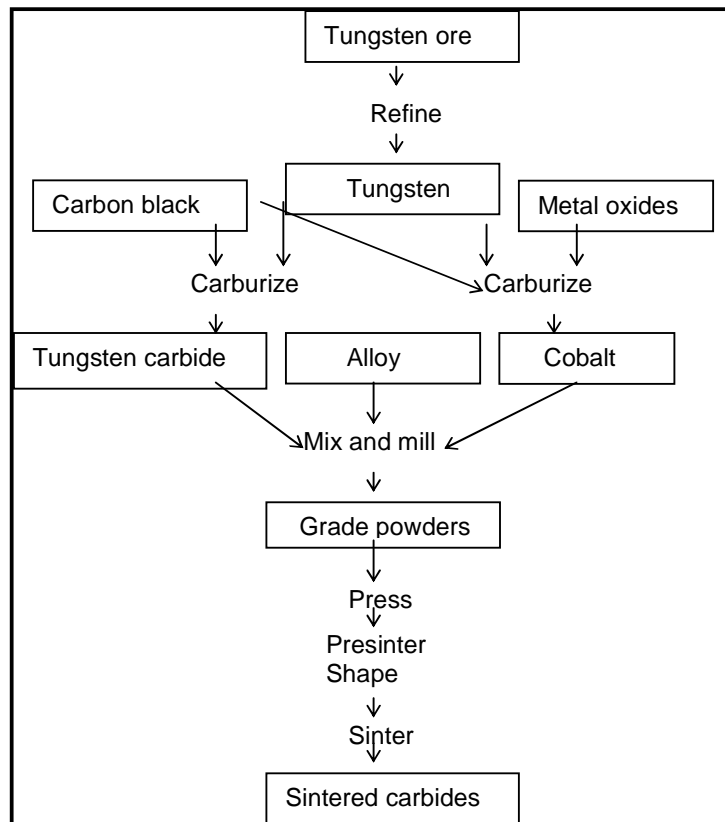 Tungsten ore
Refine
Tungsten
Carbon black
Metal oxides
Carburize
Carburize
Tungsten carbide
Alloy
Cobalt
Mix and mill
Grade powders
Press
Presinter
Shape
Sinter
Sintered carbides